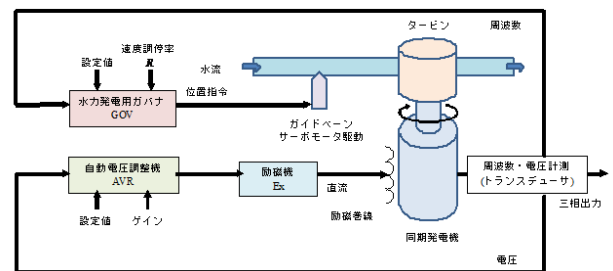 タービン
周波数
速度調停率
設定値
R
水流
水力発電用ガバナ
GOV
位置指令
ガイドベーン
サーボモータ駆動
自動電圧調整機
AVR
励磁機
Ex
直流
周波数・電圧計測
(トランスデューサ)
三相出力
設定値
ゲイン
励磁巻線
同期発電機
電圧